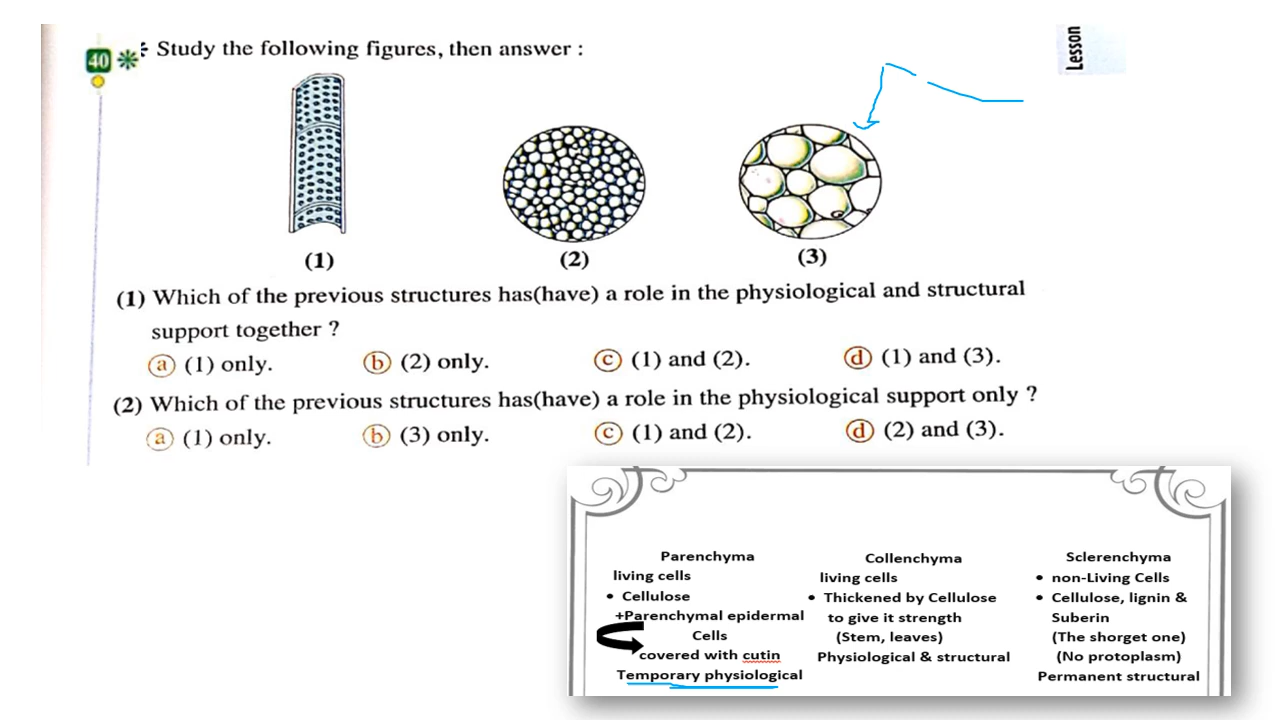 Lesson
40 Study the following figures, then answer :
(1) (2) (3)
(1) Which of the previous structures has(have) a role in the physiological and structural
support together ?
a (1) only. b (2) only. c (1) and (2). d (1) and (3).
(2) Which of the previous structures has(have) a role in the physiological support only ?
a (1) only. b (3) only. c (1) and (2). d (2) and (3).
Parenchyma
living cells
• Cellulose
+Parenchymal epidermal
Cells
covered with cutin
Temporary physiological
Collenchyma
living cells
• Thickened by Cellulose
to give it strength
(Stem, leaves)
Physiological & structural
Sclerenchyma
• non-Living Cells
• Cellulose, lignin &
Suberin
(The shorget one)
(No protoplasm)
Permanent structural